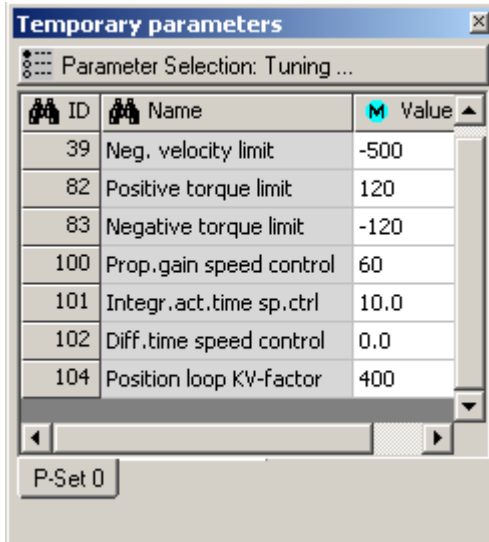 Temporary parameters
Parameter Selection: Tuning ...
ID Name M Value
39 Neg. velocity limit -500
82 Positive torque limit 120
83 Negative torque limit -120
100 Prop.gain speed control 60
101 Integr.act.time sp.ctrl 10.0
102 Diff.time speed control 0.0
104 Position loop KV-factor 400
P-Set 0